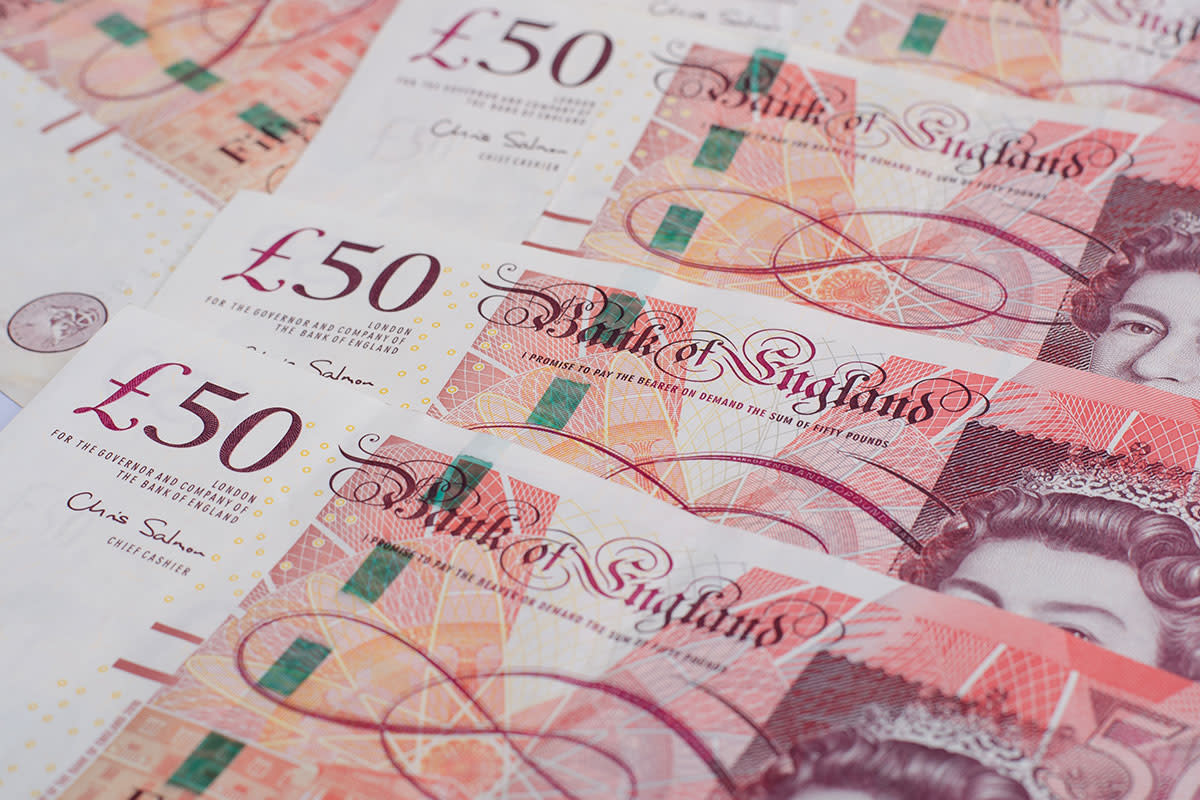 Chris Salmon
£50
LONDON
FOR THE GOVERNOR AND COMPANY OF
THE BANK OF ENGLAND
Chris Salmon
CHIEF CASHIER
Bank of England
I PROMISE TO PAY THE BEARER ON DEMAND THE SUM OF FIFTY POUNDS
£50
LONDON
FOR THE GOVERNOR AND COMPANY OF
THE BANK OF ENGLAND
Chris Salmon
Bank of England
I PROMISE TO PAY THE BEARER ON DEMAND THE SUM OF FIFTY POUNDS
£50
LONDON
FOR THE GOVERNOR AND COMPANY OF
THE BANK OF ENGLAND
Chris Salmon
CHIEF CASHIER
Bank of England
I PROMISE TO PAY THE BEARER ON DEMAND THE SUM OF FIFTY POUNDS